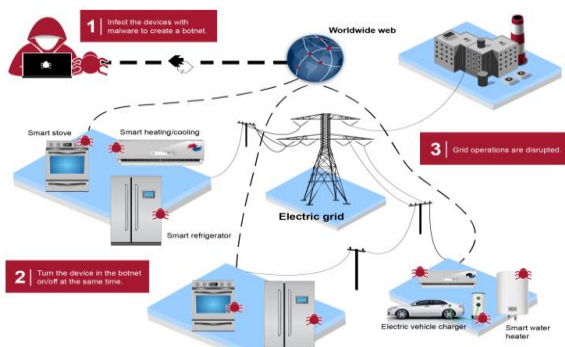 1
Infect the devices with
malware to create a botnet.
Worldwide web
Smart stove
Smart heating/cooling
Smart refrigerator
3
Grid operations are disrupted.
Electric grid
2
Turn the device in the botnet
on/off at the same time.
Electric vehicle charger
Smart water
heater